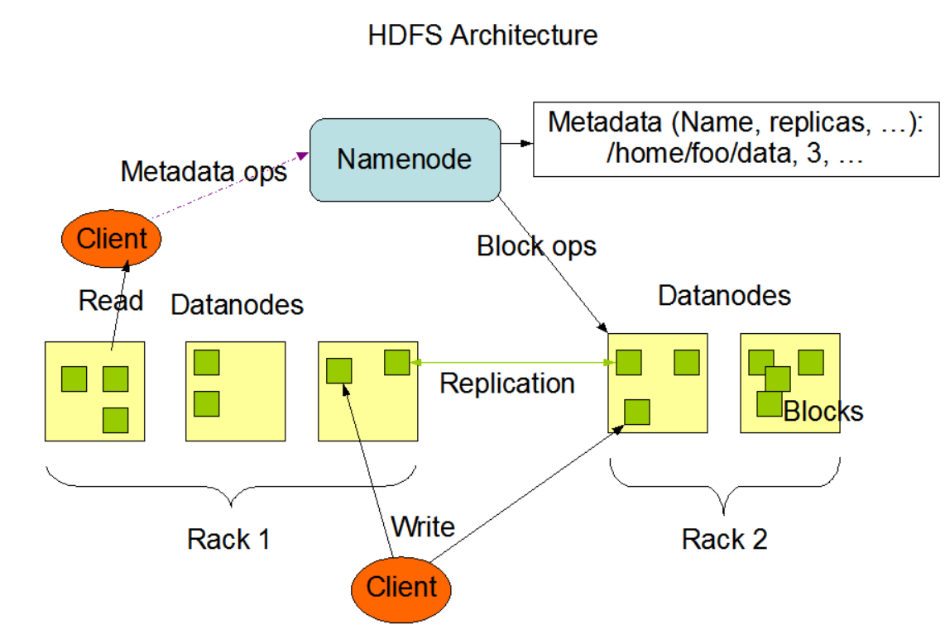 HDFS Architecture
Metadata (Name, replicas, …):
/home/foo/data, 3, …
Namenode
Metadata ops
Client
Block ops
Read
Datanodes
Datanodes
Replication
Blocks
Rack 1
Write
Rack 2
Client